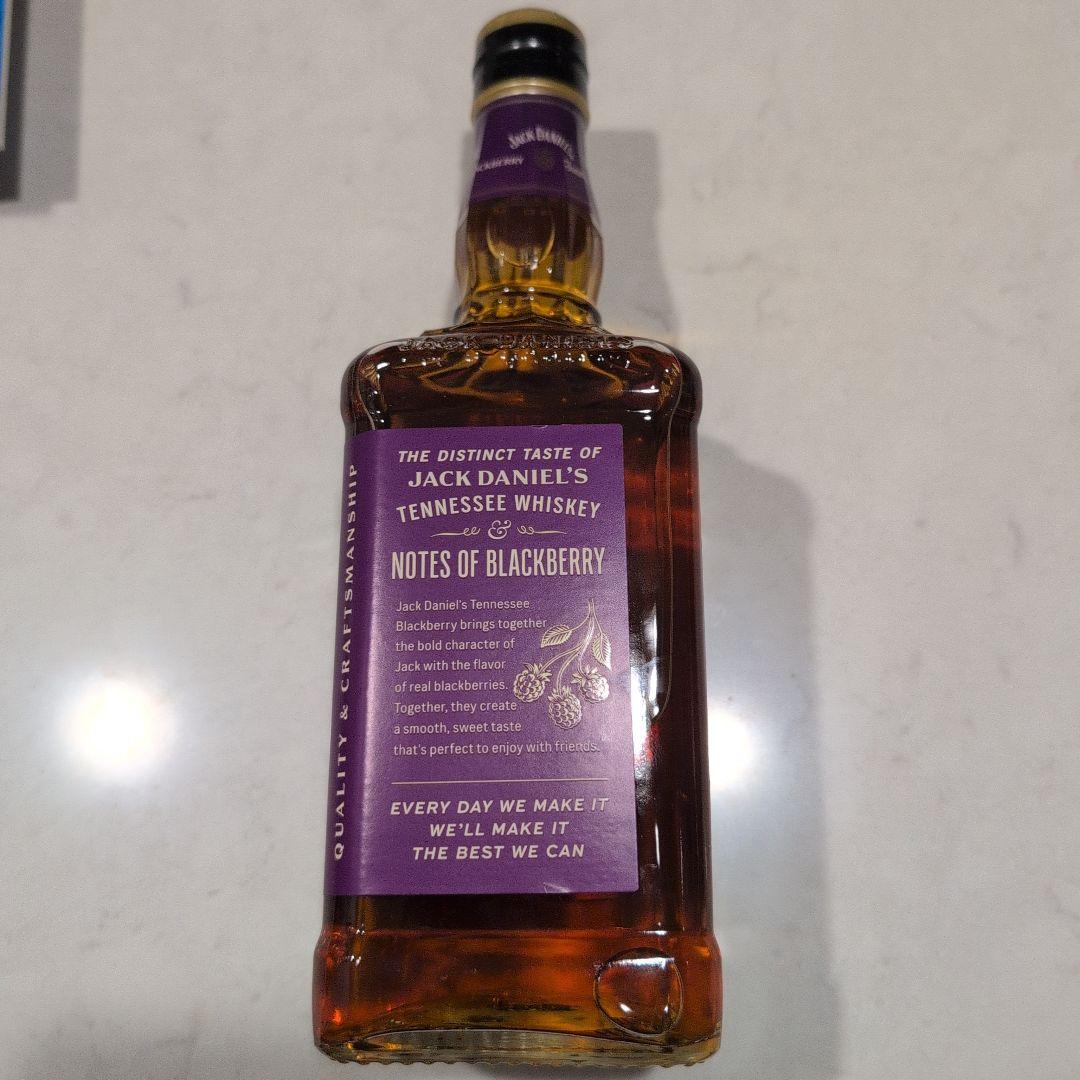 JACK DANIEL'S
JACK DANIEL'S
THE DISTINCT TASTE OF
JACK DANIEL'S
TENNESSEE WHISKEY
&
NOTES OF BLACKBERRY
Jack Daniel's Tennessee
Blackberry brings together
the bold character of
Jack with the flavor
of real blackberries.
Together, they create
a smooth, sweet taste
that's perfect to enjoy with friends.
EVERY DAY WE MAKE IT
WE'LL MAKE IT
THE BEST WE CAN
QUALITY & CRAFTSMANSHIP